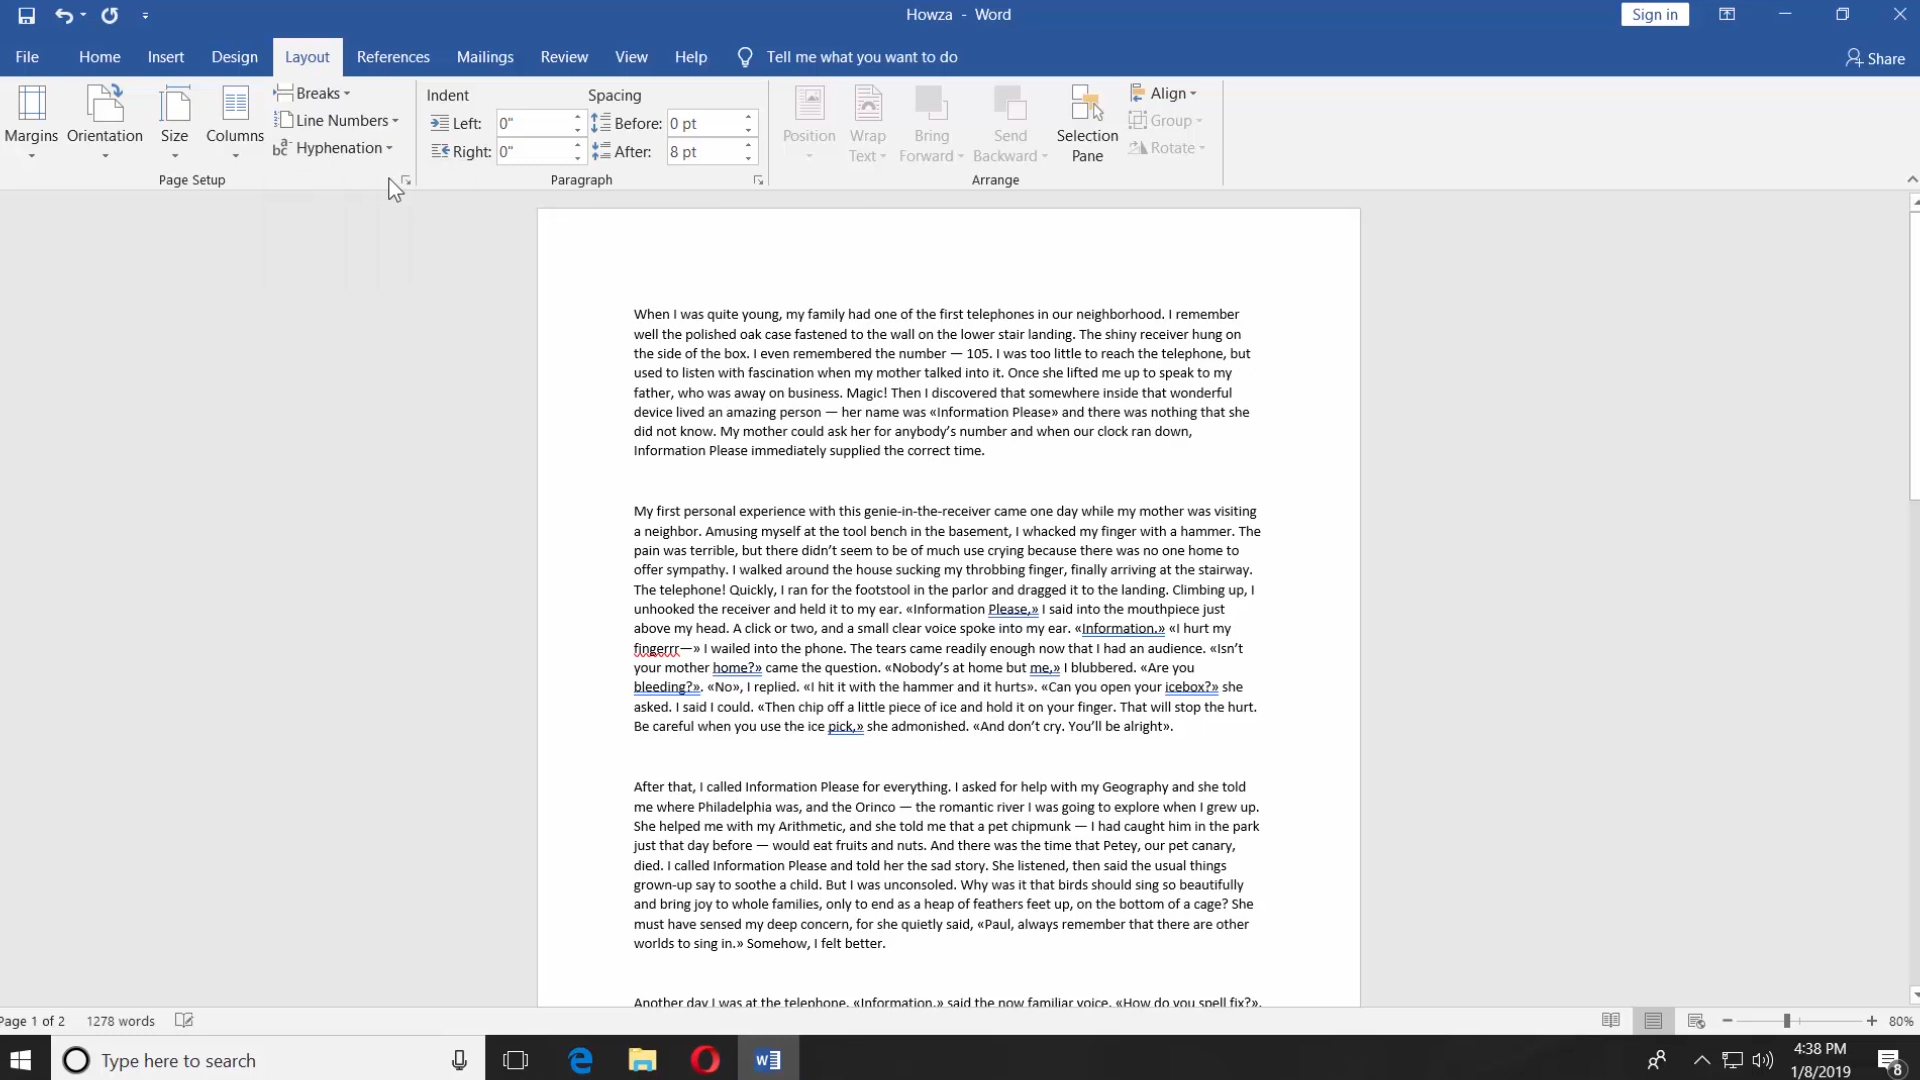 Howza - Word
Sign in
File Home Insert Design Layout References Mailings Review View Help Tell me what you want to do
Share
Margins Orientation Size Columns
Breaks
Line Numbers
Hyphenation
Page Setup
Indent Spacing
Left: 0" Before: 0 pt
Right: 0" After: 8 pt
Paragraph
Position
Wrap
Text
Bring
Forward
Send
Backward
Selection
Pane
Align
Group
Rotate
Arrange
When I was quite young, my family had one of the first telephones in our neighborhood. I remember
well the polished oak case fastened to the wall on the lower stair landing. The shiny receiver hung on
the side of the box. I even remembered the number — 105. I was too little to reach the telephone, but
used to listen with fascination when my mother talked into it. Once she lifted me up to speak to my
father, who was away on business. Magic! Then I discovered that somewhere inside that wonderful
device lived an amazing person — her name was «Information Please» and there was nothing that she
did not know. My mother could ask her for anybody’s number and when our clock ran down,
Information Please immediately supplied the correct time.
My first personal experience with this genie-in-the-receiver came one day while my mother was visiting
a neighbor. Amusing myself at the tool bench in the basement, I whacked my finger with a hammer. The
pain was terrible, but there didn’t seem to be of much use crying because there was no one home to
offer sympathy. I walked around the house sucking my throbbing finger, finally arriving at the stairway.
The telephone! Quickly, I ran for the footstool in the parlor and dragged it to the landing. Climbing up, I
unhooked the receiver and held it to my ear. «Information Please,» I said into the mouthpiece just
above my head. A click or two, and a small clear voice spoke into my ear. «Information.» «I hurt my
fingerrr—» I wailed into the phone. The tears came readily enough now that I had an audience. «Isn’t
your mother home?» came the question. «Nobody’s at home but me,» I blubbered. «Are you
bleeding?». «No», I replied. «I hit it with the hammer and it hurts». «Can you open your icebox?» she
asked. I said I could. «Then chip off a little piece of ice and hold it on your finger. That will stop the hurt.
Be careful when you use the ice pick,» she admonished. «And don’t cry. You’ll be alright».
After that, I called Information Please for everything. I asked for help with my Geography and she told
me where Philadelphia was, and the Orinco — the romantic river I was going to explore when I grew up.
She helped me with my Arithmetic, and she told me that a pet chipmunk — I had caught him in the park
just that day before — would eat fruits and nuts. And there was the time that Petey, our pet canary,
died. I called Information Please and told her the sad story. She listened, then said the usual things
grown-up say to soothe a child. But I was unconsoled. Why was it that birds should sing so beautifully
and bring joy to whole families, only to end as a heap of feathers feet up, on the bottom of a cage? She
must have sensed my deep concern, for she quietly said, «Paul, always remember that there are other
worlds to sing in.» Somehow, I felt better.
Another day I was at the telephone. «Information.» said the now familiar voice. «How do you spell fix?».
Page 1 of 2 1278 words
80%
Type here to search
4:38 PM
1/8/2019
8